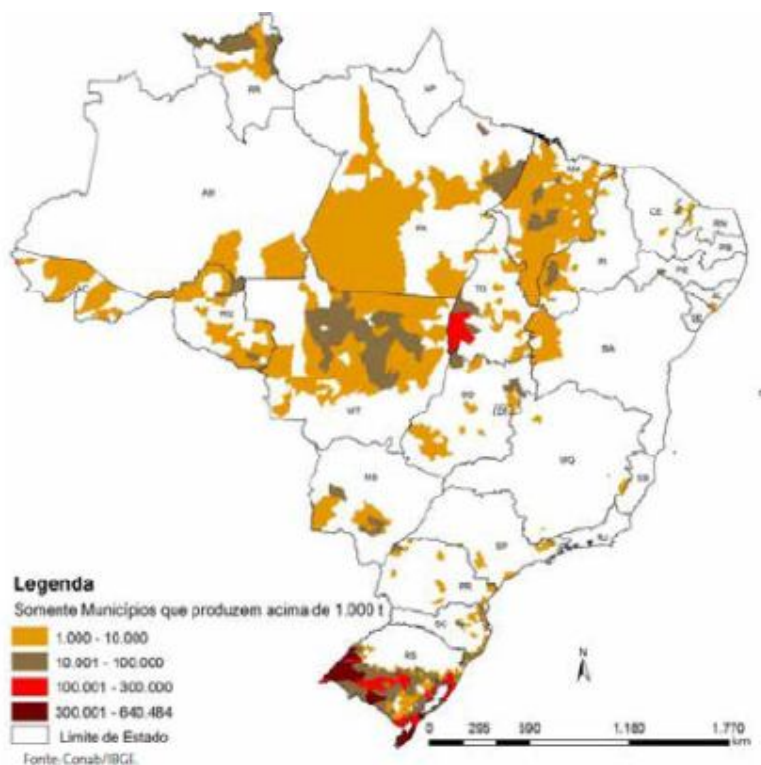 RR
AP
AM
PA
MA
CE
RN
PB
PE
AL
PI
AC
TO
RO
BA
MT
GO
MG
MS
ES
SP
RJ
PR
SC
RS
N
Legenda
Somente Municípios que produzem acima de 1.000 t
1.000 - 10.000
10.001 - 100.000
100.001 - 300.000
300.001 - 640.484
Limite de Estado
0 295 590 1.180 1.770
km
Fonte: Conab/IBGE.